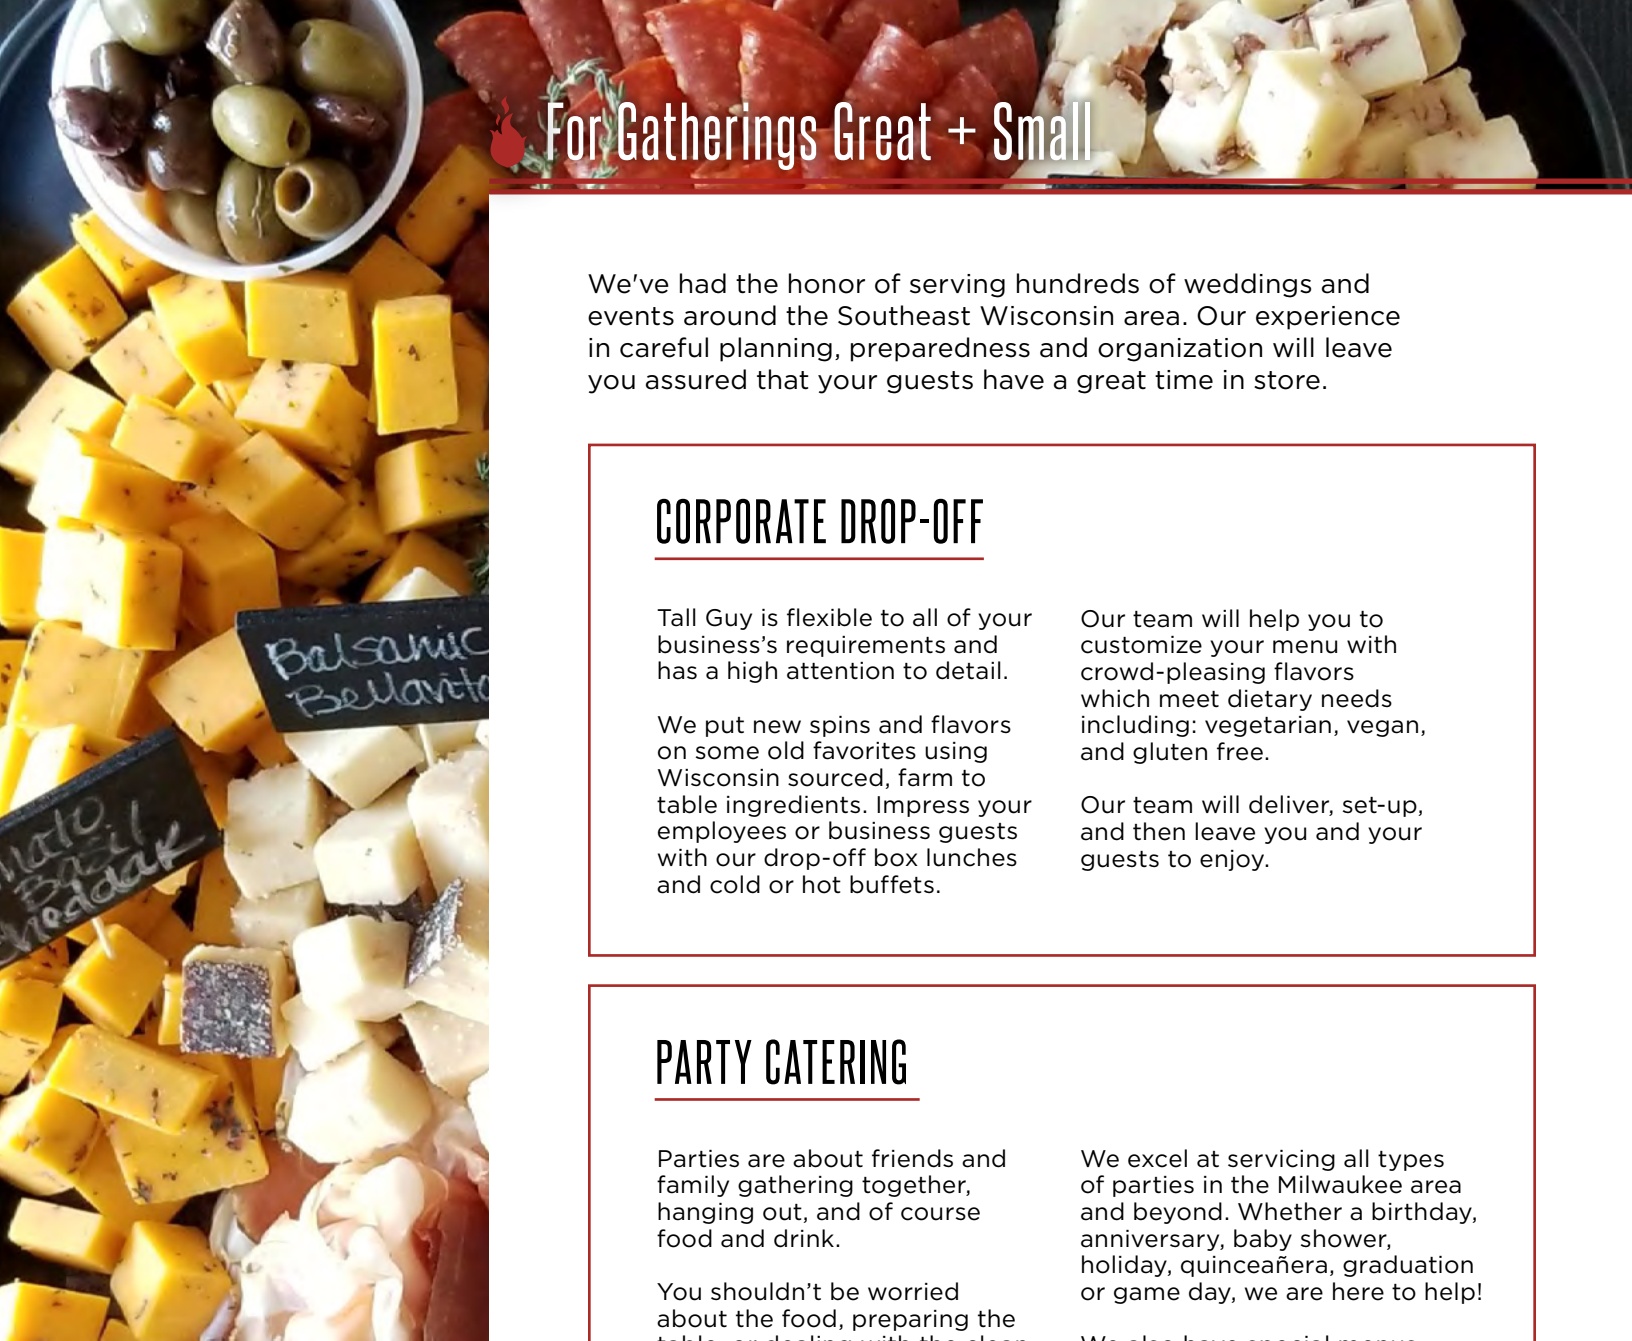 For Gatherings Great + Small
We've had the honor of serving hundreds of weddings and
events around the Southeast Wisconsin area. Our experience
in careful planning, preparedness and organization will leave
you assured that your guests have a great time in store.
CORPORATE DROP-OFF
Tall Guy is flexible to all of your
business’s requirements and
has a high attention to detail.
We put new spins and flavors
on some old favorites using
Wisconsin sourced, farm to
table ingredients. Impress your
employees or business guests
with our drop-off box lunches
and cold or hot buffets.
Our team will help you to
customize your menu with
crowd-pleasing flavors
which meet dietary needs
including: vegetarian, vegan,
and gluten free.
Our team will deliver, set-up,
and then leave you and your
guests to enjoy.
PARTY CATERING
Parties are about friends and
family gathering together,
hanging out, and of course
food and drink.
You shouldn’t be worried
about the food, preparing the
We excel at servicing all types
of parties in the Milwaukee area
and beyond. Whether a birthday,
anniversary, baby shower,
holiday, quinceañera, graduation
or game day, we are here to help!
Basil